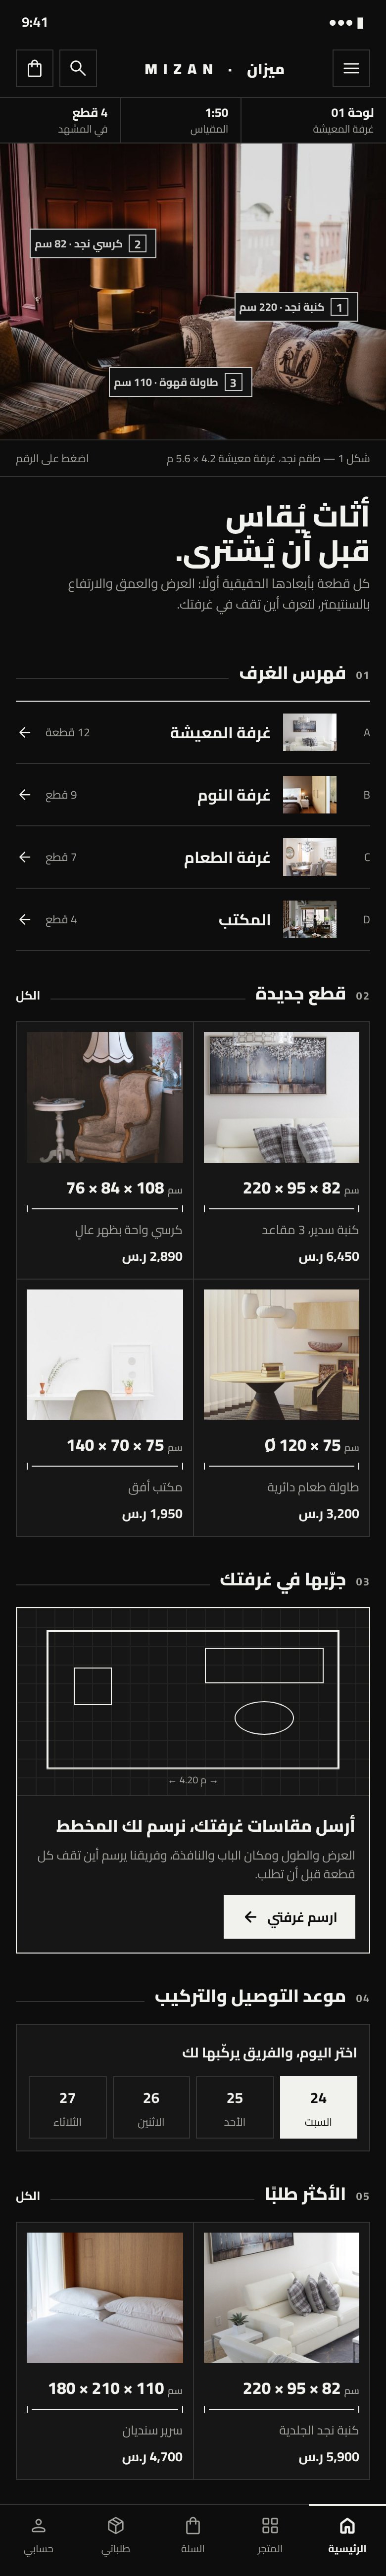 9:41
ميزان · MIZAN
لوحة 01
غرفة المعيشة
1:50
المقياس
4 قطع
في المشهد
2 كرسي نجد · 82 سم
1 كنبة نجد · 220 سم
3 طاولة قهوة · 110 سم
شكل 1 — طقم نجد، غرفة معيشة 4.2 × 5.6 م
اضغط على الرقم
أثاث يُقاس
قبل أن يُشترى.
كل قطعة بأبعادها الحقيقية أولًا: العرض والعمق والارتفاع
بالسنتيمتر، لتعرف أين تقف في غرفتك.
01 فهرس الغرف
A غرفة المعيشة 12 قطعة ←
B غرفة النوم 9 قطع ←
C غرفة الطعام 7 قطع ←
D المكتب 4 قطع ←
02 قطع جديدة الكل
سم 220 × 95 × 82
كنبة سدير، 3 مقاعد
6,450 ر.س
سم 76 × 84 × 108
كرسي واحة بظهر عالٍ
2,890 ر.س
سم Ø 120 × 75
طاولة طعام دائرية
3,200 ر.س
سم 140 × 70 × 75
مكتب أفق
1,950 ر.س
03 جرّبها في غرفتك
← 4.20 م →
أرسل مقاسات غرفتك، نرسم لك المخطط
العرض والطول ومكان الباب والنافذة، وفريقنا يرسم أين تقف كل
قطعة قبل أن تطلب.
ارسم غرفتي ←
04 موعد التوصيل والتركيب
اختر اليوم، والفريق يركّبها لك
24
السبت
25
الأحد
26
الاثنين
27
الثلاثاء
05 الأكثر طلبًا الكل
سم 220 × 95 × 82
كنبة نجد الجلدية
5,900 ر.س
سم 180 × 210 × 110
سرير سنديان
4,700 ر.س
الرئيسية
المتجر
السلة
طلباتي
حسابي